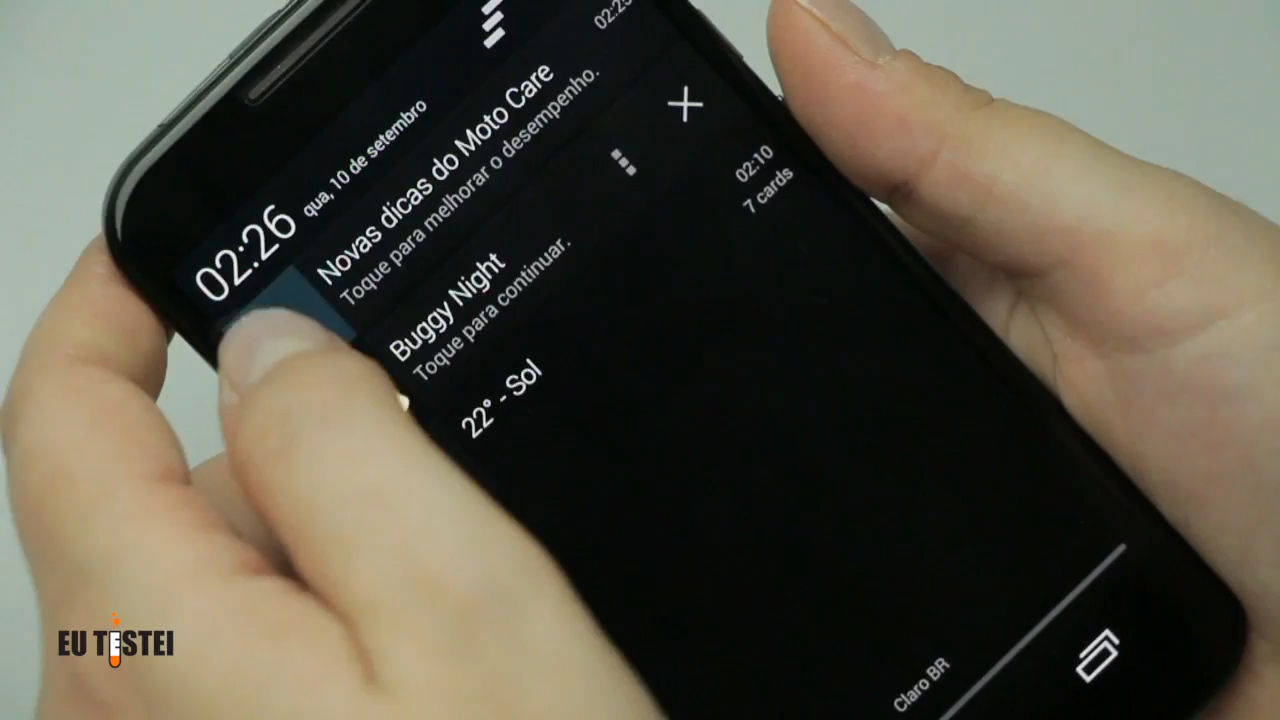 02:26
qua, 10 de setembro
Novas dicas do Moto Care
Toque para melhorar o desempenho.
Buggy Night
Toque para continuar.
02:10
22° - Sol
7 cards
Claro BR
EU TESTEI